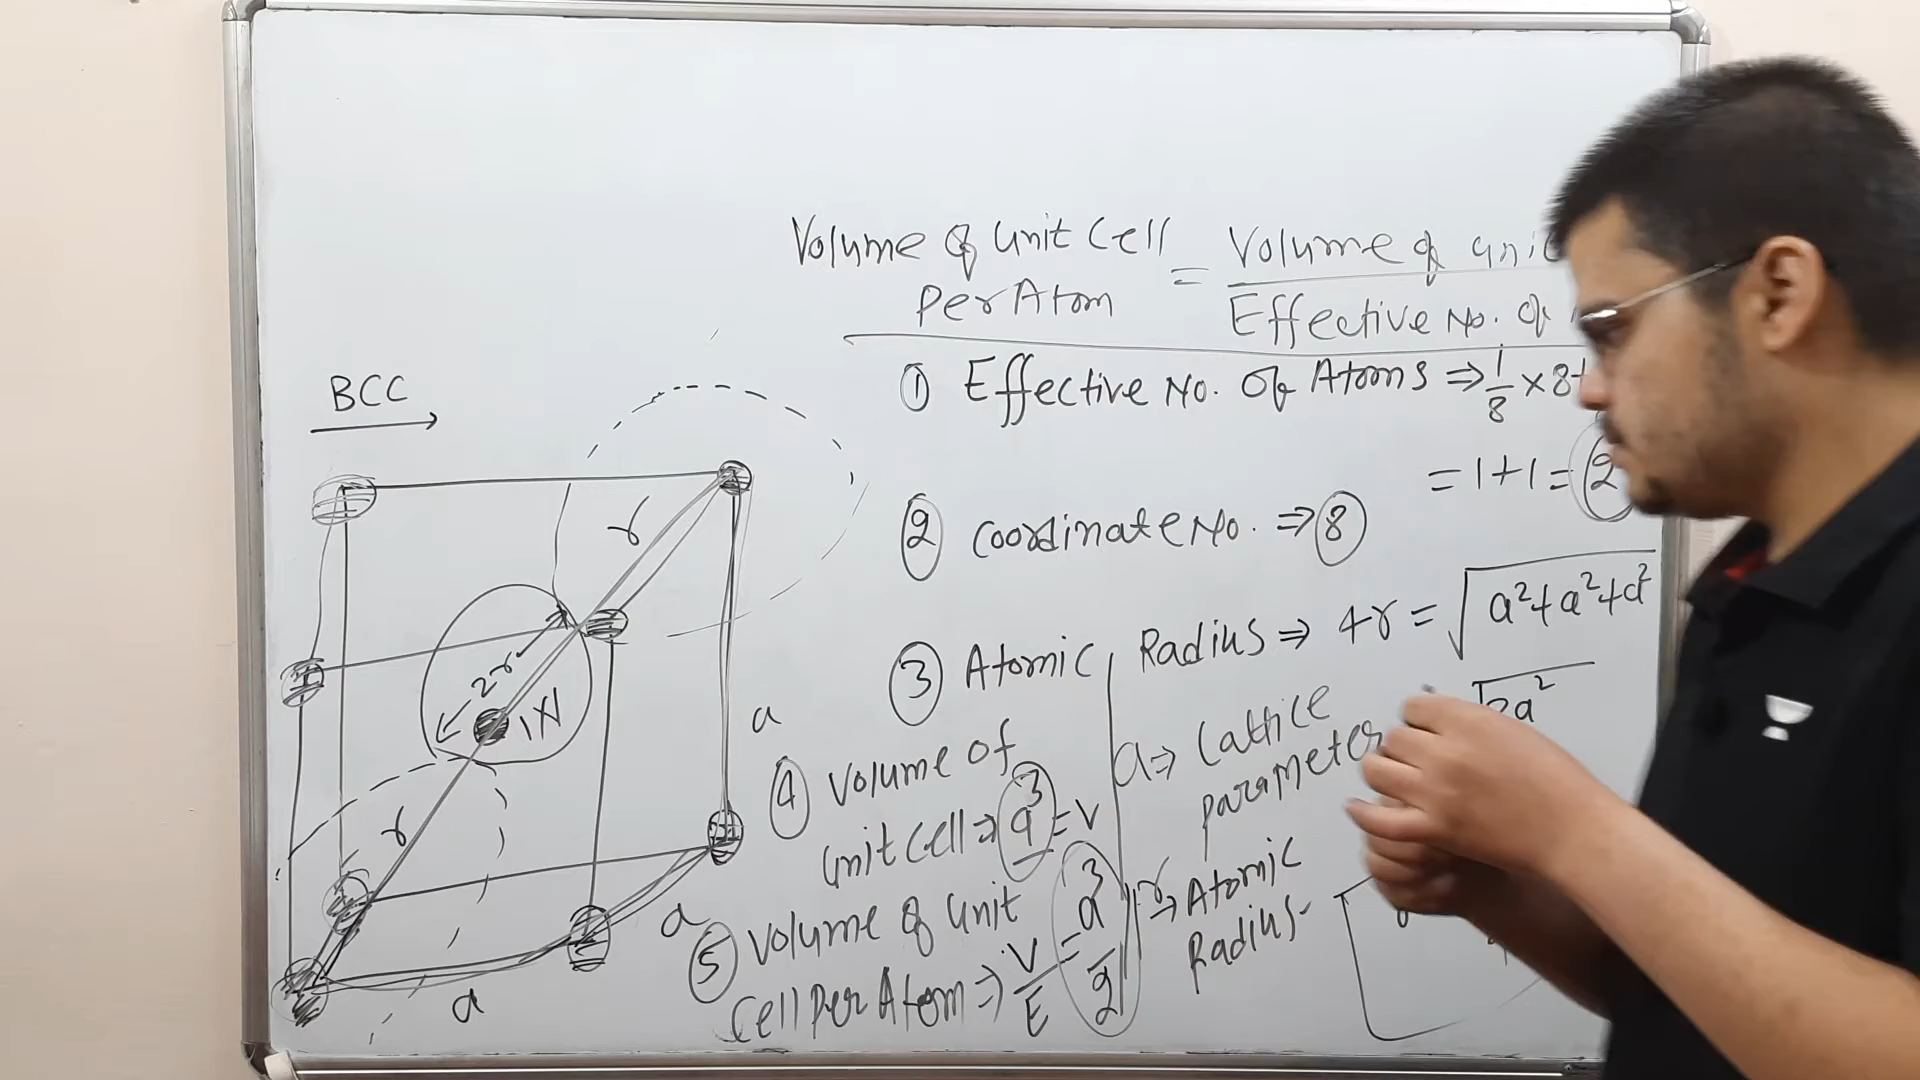 Volume of unit Cell
Per Atom
= Volume of
Effective No. of
BCC
① Effective No. Of Atoms ⇒ 1/8 × 8+
= 1 + 1 = 2
② Coordinate No. ⇒ 8
③ Atomic Radius ⇒ 4r = √a²+a²+a²
a ⇒ Lattice
parameter
r ⇒ Atomic
Radius
④ Volume of
unit Cell ⇒ a³ = V
⑤ Volume of unit
Cell Per Atom ⇒ V/E = a³/2
r
2r
1X1
r
a
a
a